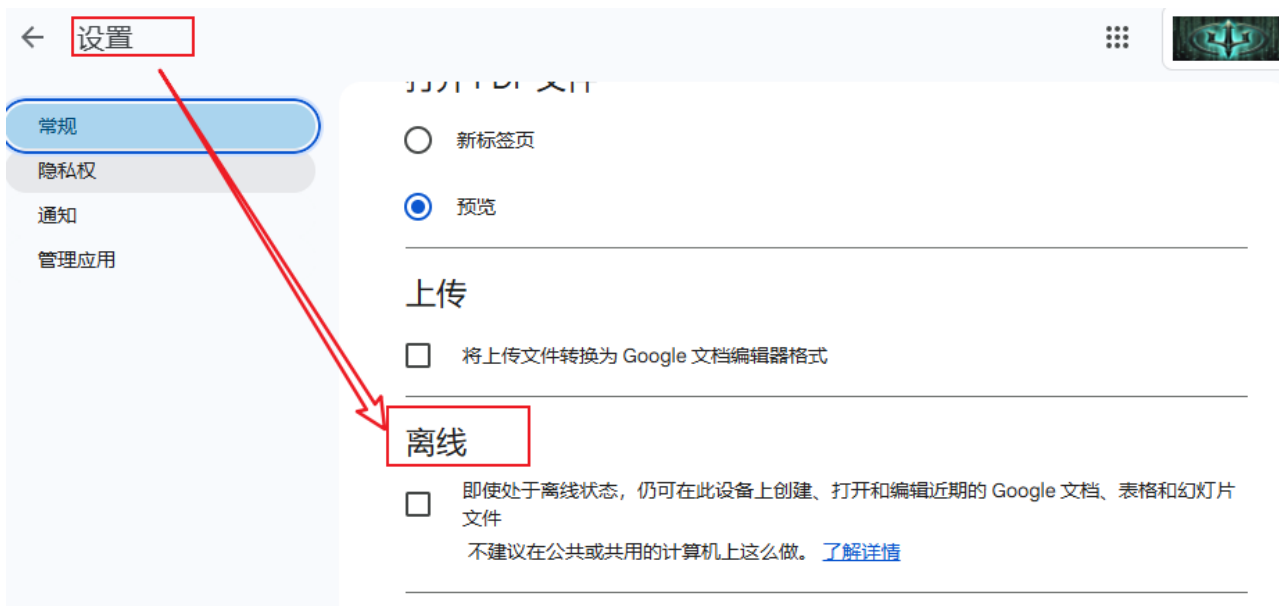 设置
常规
隐私权
通知
管理应用
打开 PDF 文件
新标签页
预览
上传
将上传文件转换为 Google 文档编辑器格式
离线
即使处于离线状态，仍可在此设备上创建、打开和编辑近期的 Google 文档、表格和幻灯片
文件
不建议在公共或共用的计算机上这么做。 了解详情